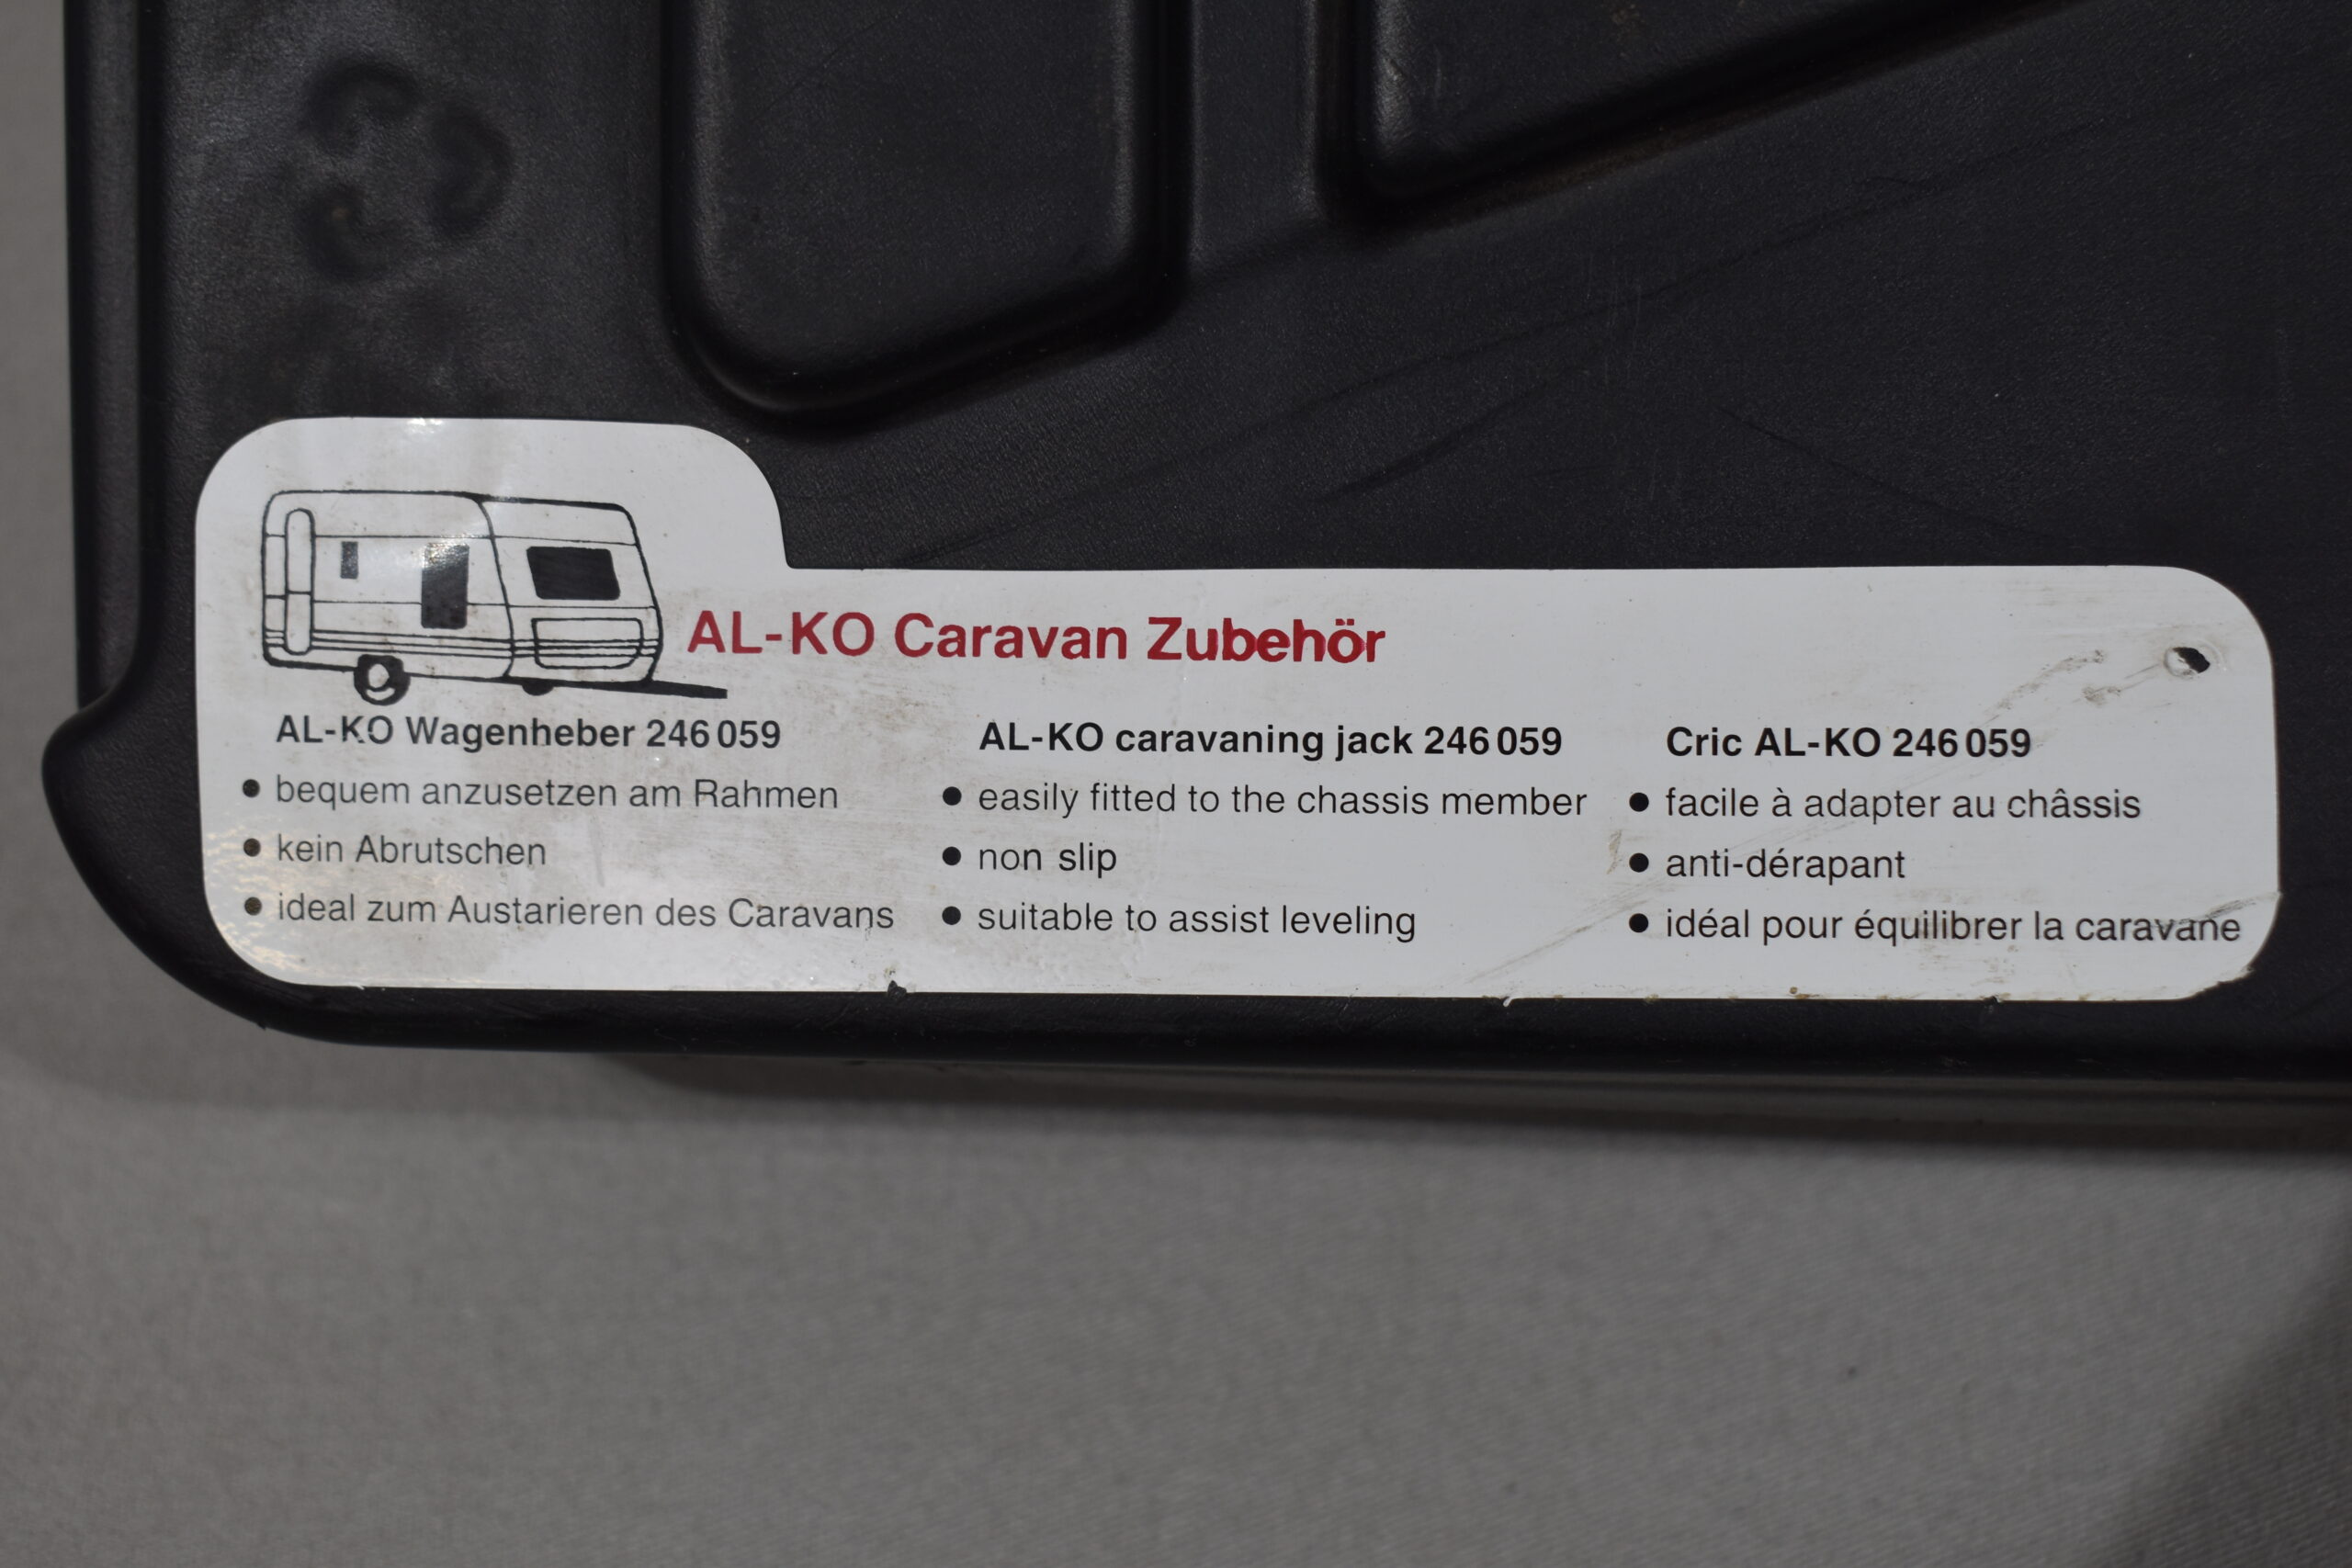 AL-KO Caravan Zubehör
AL-KO Wagenheber 246 059
• bequem anzusetzen am Rahmen
• kein Abrutschen
• ideal zum Austarieren des Caravans
AL-KO caravaning jack 246 059
• easily fitted to the chassis member
• non slip
• suitable to assist leveling
Cric AL-KO 246 059
• facile à adapter au châssis
• anti-dérapant
• idéal pour équilibrer la caravane